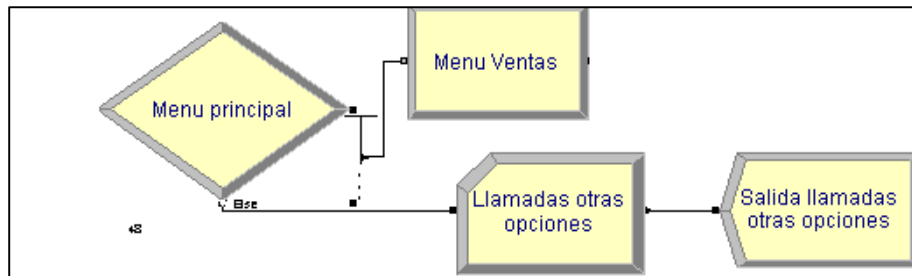 Menu Ventas
Menu principal
Else
Llamadas otras
opciones
Salida llamadas
otras opciones